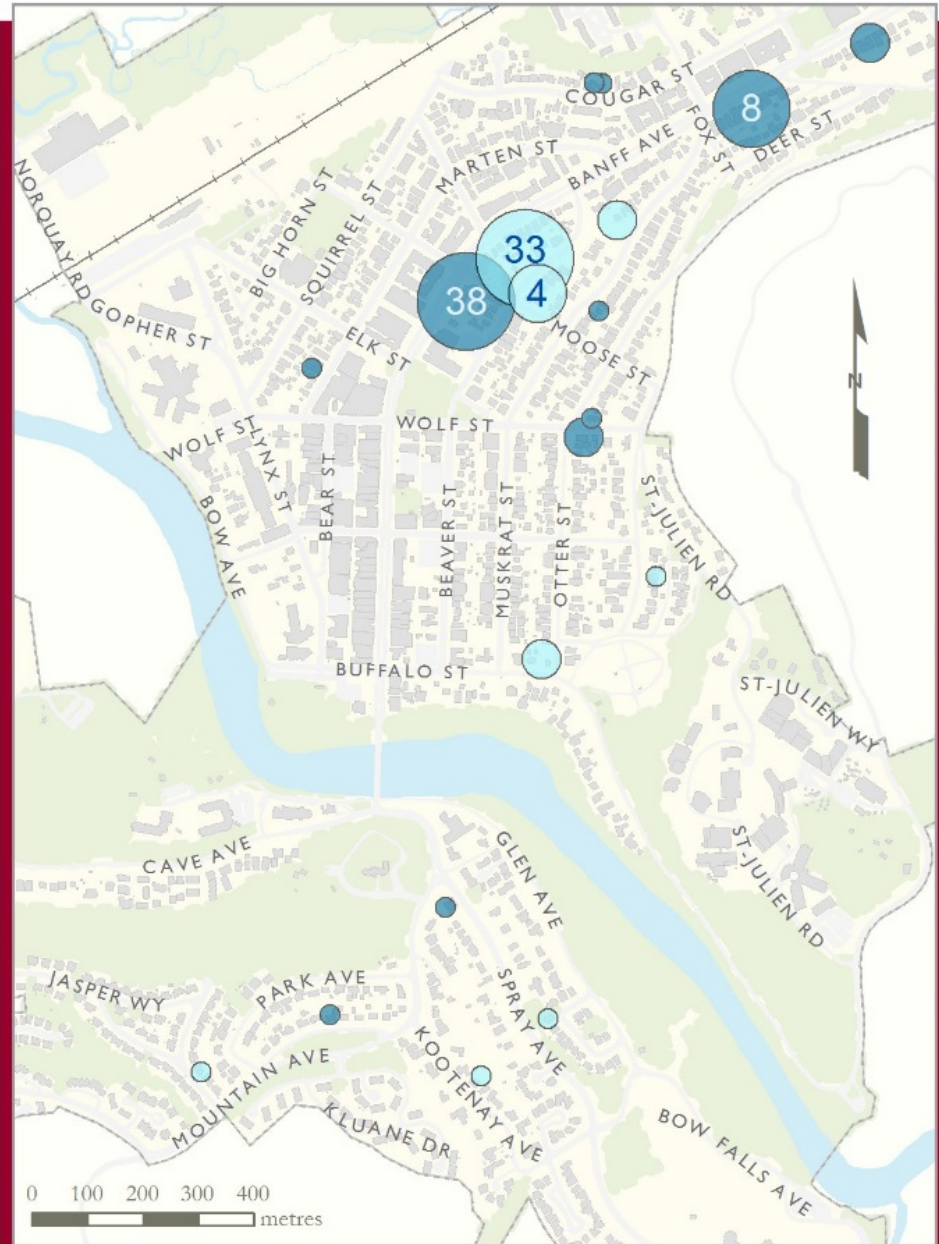 COUGAR ST
8
FOX ST
DEER ST
MARTEN ST
BANFF AVE
NORQUAY RD
BIG HORN ST
SQUIRREL ST
33
4
38
GOPHER ST
ELK ST
MOOSE ST
N
WOLF ST
WOLF ST
LYNX ST
BEAR ST
BOW AVE
BEAVER ST
MUSKRAT ST
OTTER ST
ST-JULIEN RD
BUFFALO ST
ST-JULIEN WY
CAVE AVE
GLEN AVE
ST-JULIEN RD
JASPER WY
PARK AVE
SPRAY AVE
MOUNTAIN AVE
KOOTENAY AVE
KLUANE DR
BOW FALLS AVE
0 100 200 300 400
metres